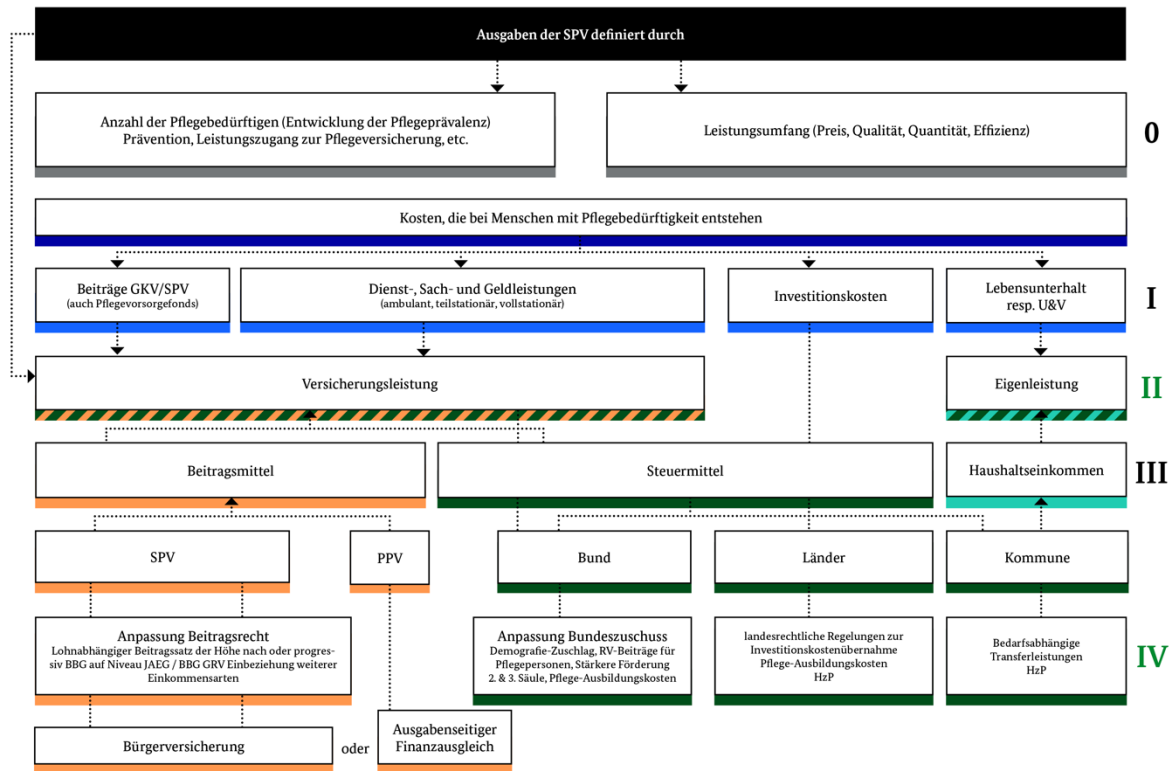 Ausgaben der SPV definiert durch
Anzahl der Pflegebedürftigen (Entwicklung der Pflegeprävalenz)
Prävention, Leistungszugang zur Pflegeversicherung, etc.
Leistungsumfang (Preis, Qualität, Quantität, Effizienz)
0
Kosten, die bei Menschen mit Pflegebedürftigkeit entstehen
Beiträge GKV/SPV
(auch Pflegevorsorgefonds)
Dienst-, Sach- und Geldleistungen
(ambulant, teilstationär, vollstationär)
Investitionskosten
Lebensunterhalt
resp. U&V
I
Versicherungsleistung
Eigenleistung
II
Beitragsmittel
Steuermittel
Haushaltseinkommen
III
SPV
PPV
Bund
Länder
Kommune
Anpassung Beitragsrecht
Lohnabhängiger Beitragssatz der Höhe nach oder progres-
siv BBG auf Niveau JAEG / BBG GRV Einbeziehung weiterer
Einkommensarten
Anpassung Bundeszuschuss
Demografie-Zuschlag, RV-Beiträge für
Pflegepersonen, Stärkere Förderung
2. & 3. Säule, Pflege-Ausbildungskosten
landesrechtliche Regelungen zur
Investitionskostenübernahme
Pflege-Ausbildungskosten
HzP
Bedarfsabhängige
Transferleistungen
HzP
IV
Bürgerversicherung
oder
Ausgabenseitiger
Finanzausgleich